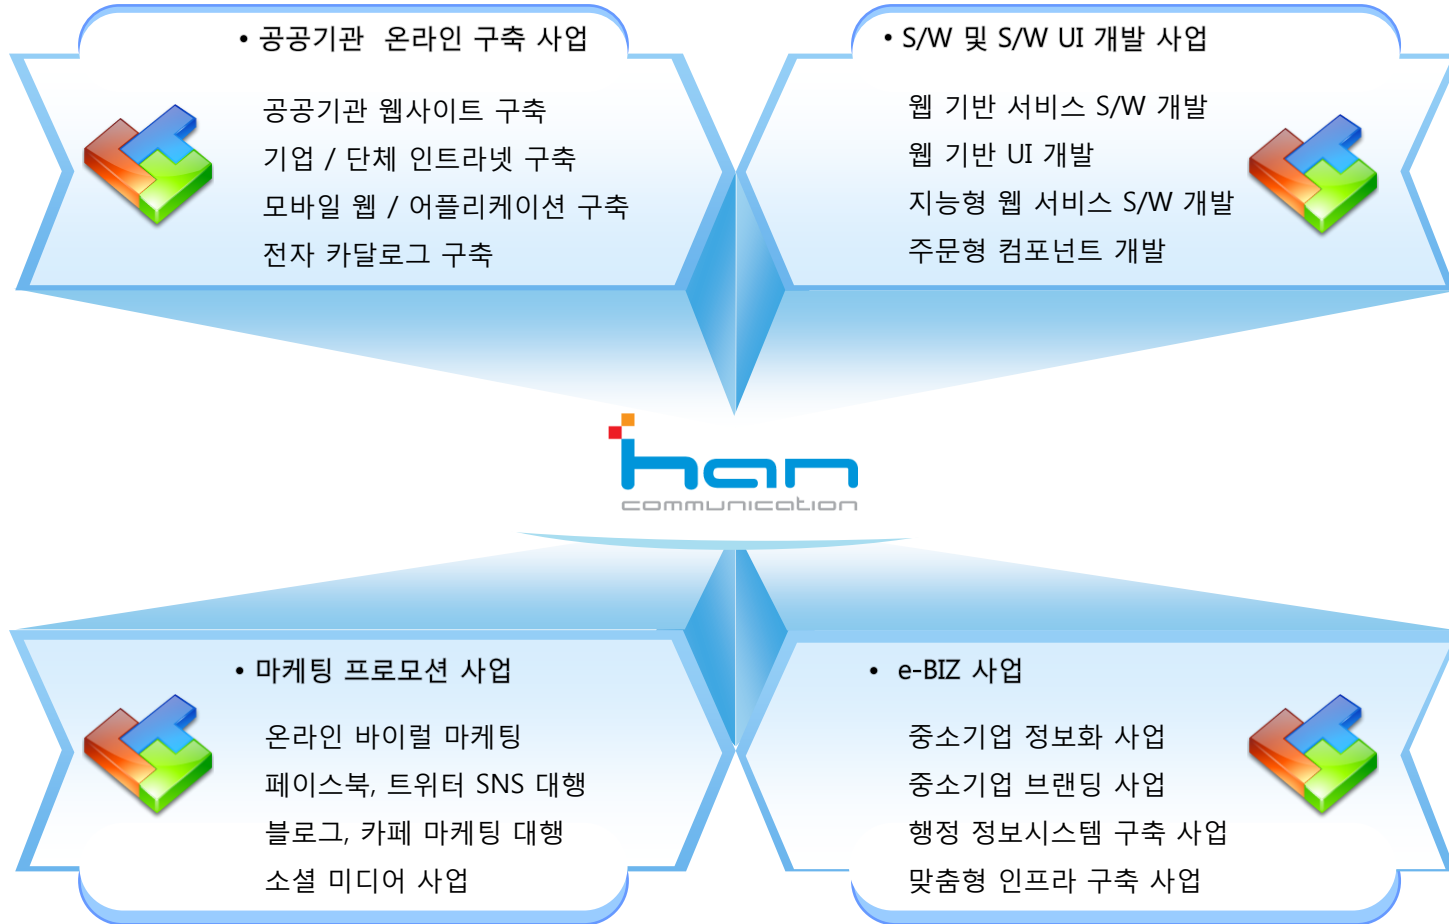 • 공공기관 온라인 구축 사업
공공기관 웹사이트 구축
기업 / 단체 인트라넷 구축
모바일 웹 / 어플리케이션 구축
전자 카달로그 구축
• S/W 및 S/W UI 개발 사업
웹 기반 서비스 S/W 개발
웹 기반 UI 개발
지능형 웹 서비스 S/W 개발
주문형 컴포넌트 개발
han
communication
• 마케팅 프로모션 사업
온라인 바이럴 마케팅
페이스북, 트위터 SNS 대행
블로그, 카페 마케팅 대행
소셜 미디어 사업
• e-BIZ 사업
중소기업 정보화 사업
중소기업 브랜딩 사업
행정 정보시스템 구축 사업
맞춤형 인프라 구축 사업